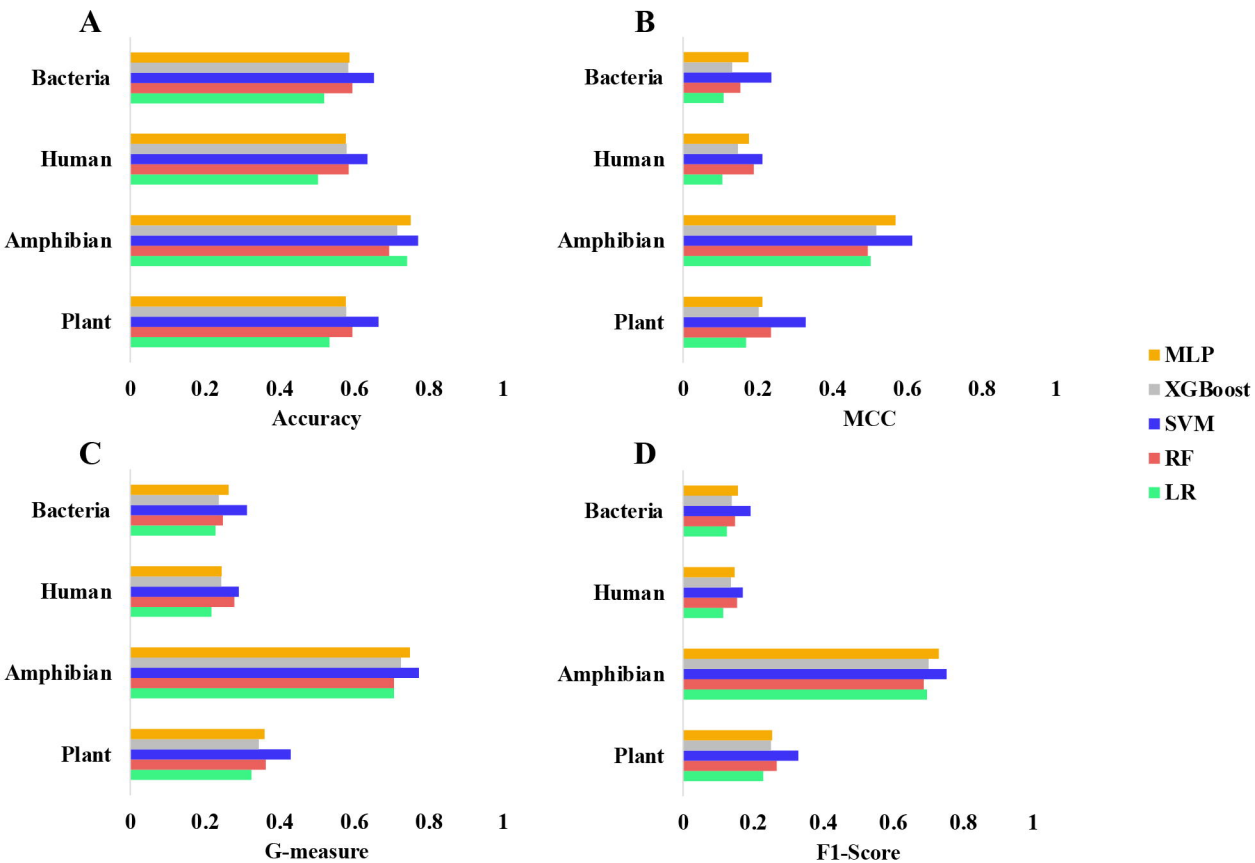 A
Bacteria
Human
Amphibian
Plant
0 0.2 0.4 0.6 0.8 1
Accuracy
B
Bacteria
Human
Amphibian
Plant
0 0.2 0.4 0.6 0.8 1
MCC
MLP
XGBoost
SVM
RF
LR
C
Bacteria
Human
Amphibian
Plant
0 0.2 0.4 0.6 0.8 1
G-measure
D
Bacteria
Human
Amphibian
Plant
0 0.2 0.4 0.6 0.8 1
F1-Score